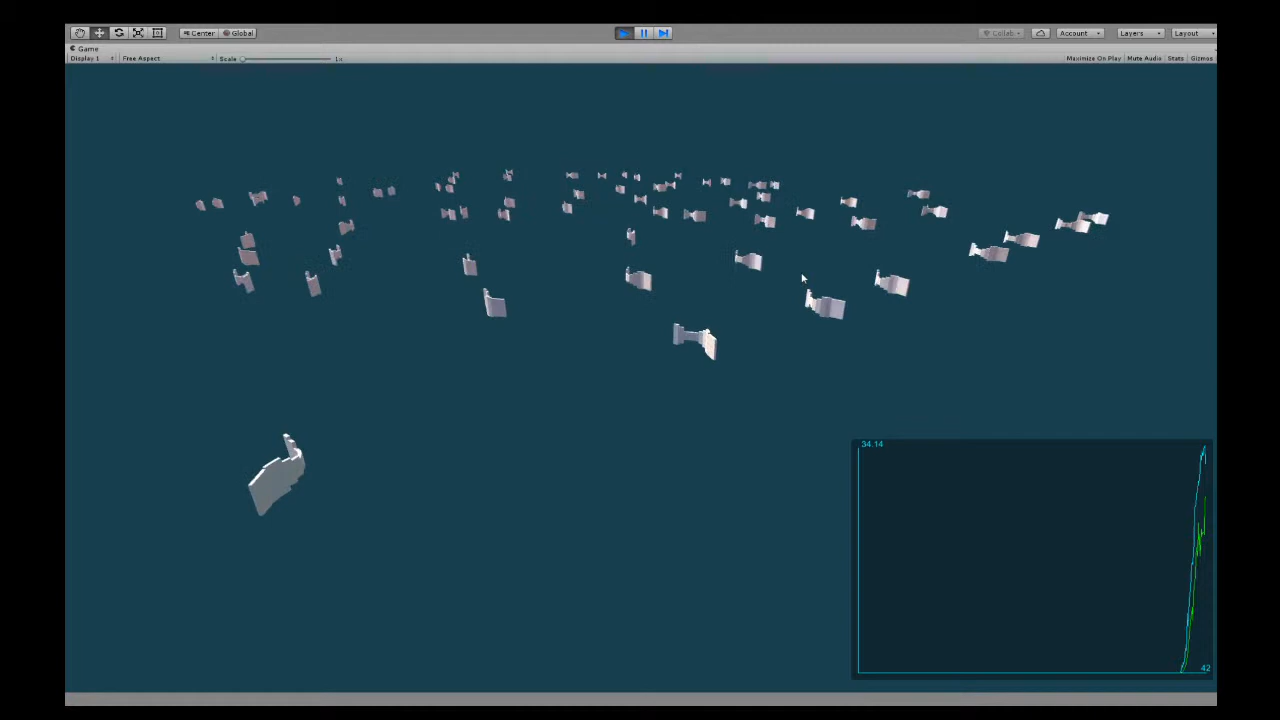 Center Global Collab Account Layers Layout
Game
Display 1 Free Aspect Scale 1x Maximize On Play Mute Audio Stats Gizmos
34.14
42